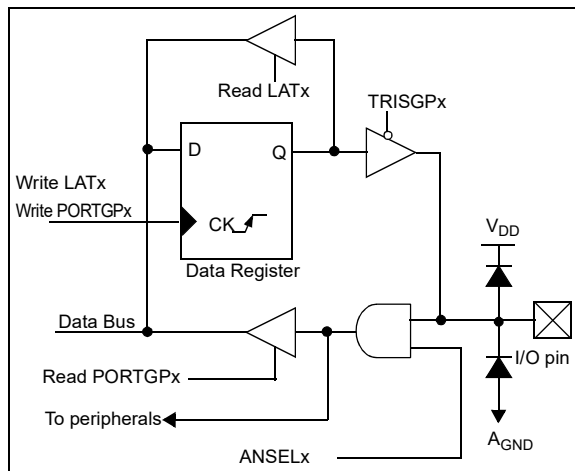 Read LATx
TRISGPx
D
Q
Write LATx
Write PORTGPx
CK
Data Register
VDD
Data Bus
I/O pin
Read PORTGPx
To peripherals
AGND
ANSELx